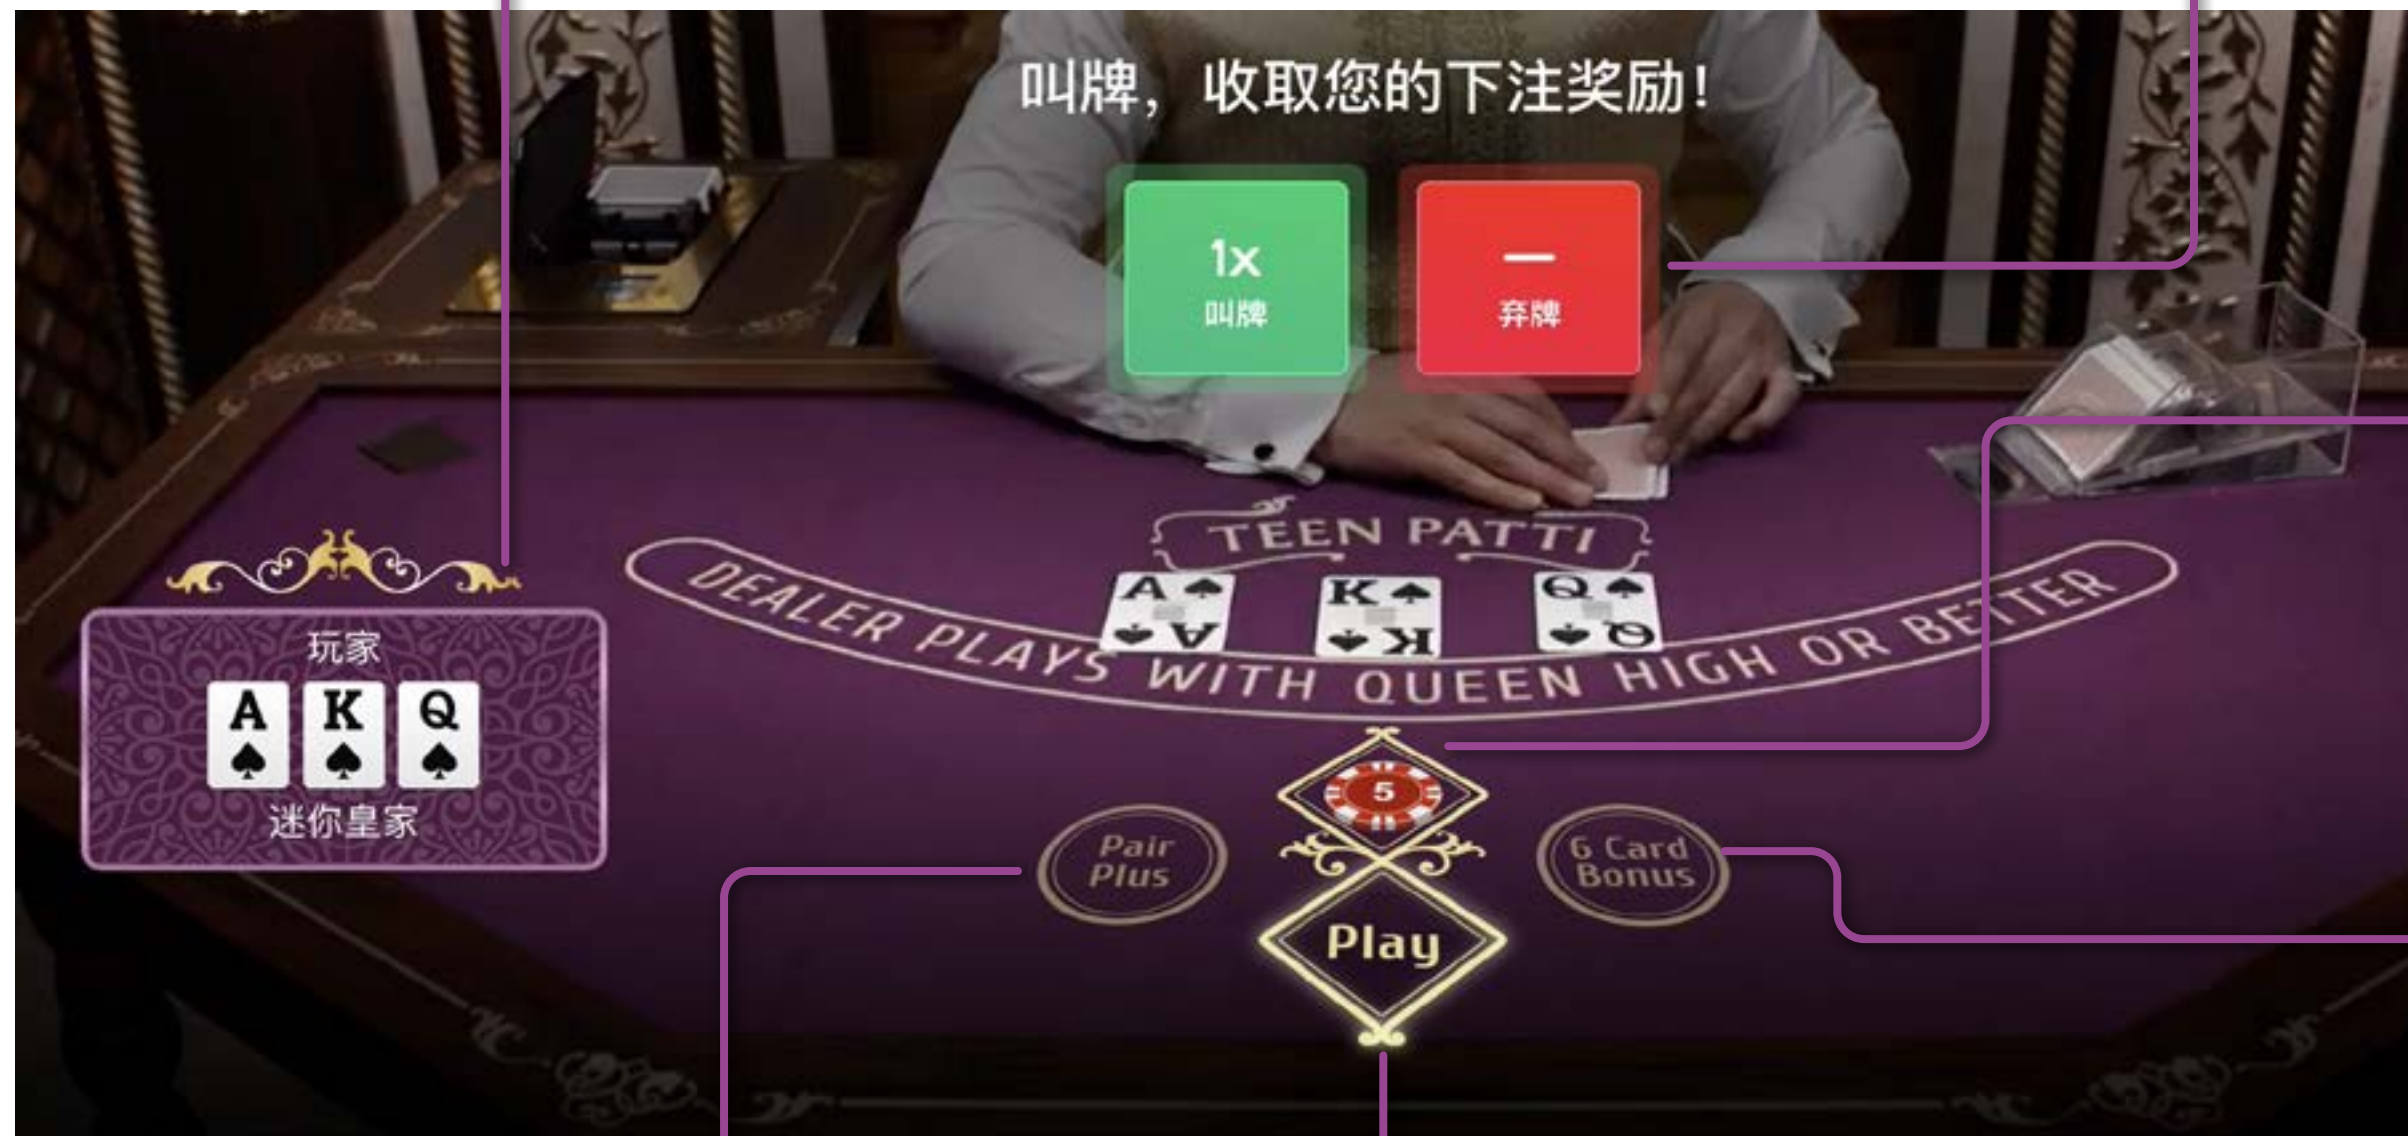 叫牌，收取您的下注奖励！
1x
叫牌
—
弃牌
TEEN PATTI
A K Q
A K Q
DEALER PLAYS WITH QUEEN HIGH OR BETTER
玩家
A K Q
迷你皇家
5
Pair
Plus
6 Card
Bonus
Play